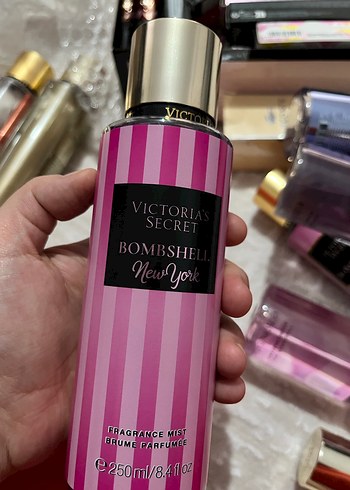 VICTORIA'S
SECRET
BOMBSHELL
New York
FRAGRANCE MIST
BRUME PARFUMÉE
℮ 250 ml/8.4 fl oz